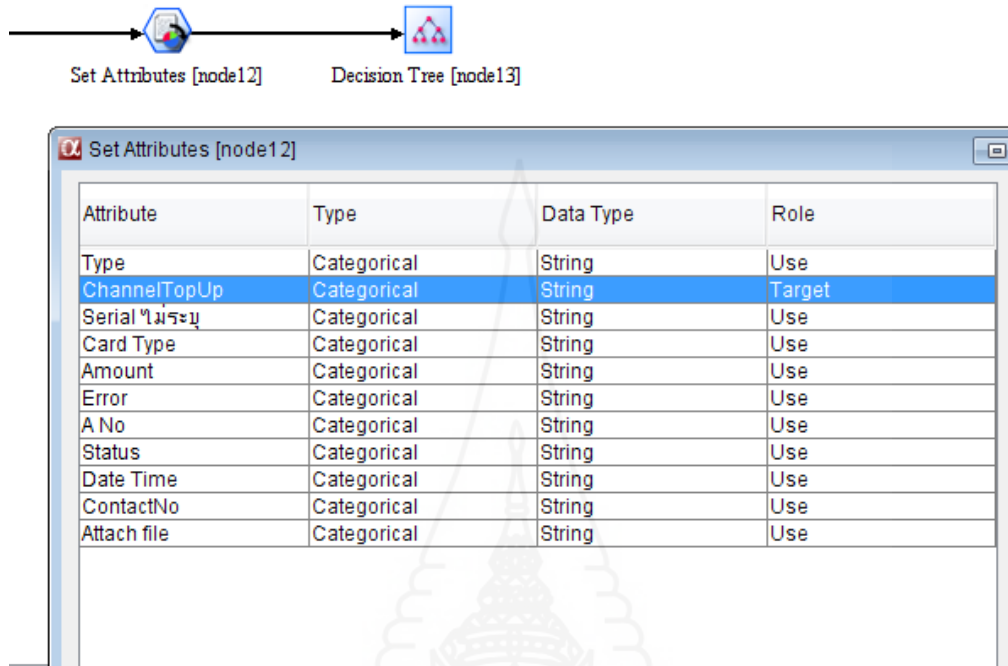 Set Attributes [node12] Decision Tree [node13]
Set Attributes [node12]
Attribute Type Data Type Role
Type Categorical String Use
ChannelTopUp Categorical String Target
Serial ไม่ระบุ Categorical String Use
Card Type Categorical String Use
Amount Categorical String Use
Error Categorical String Use
A No Categorical String Use
Status Categorical String Use
Date Time Categorical String Use
ContactNo Categorical String Use
Attach file Categorical String Use